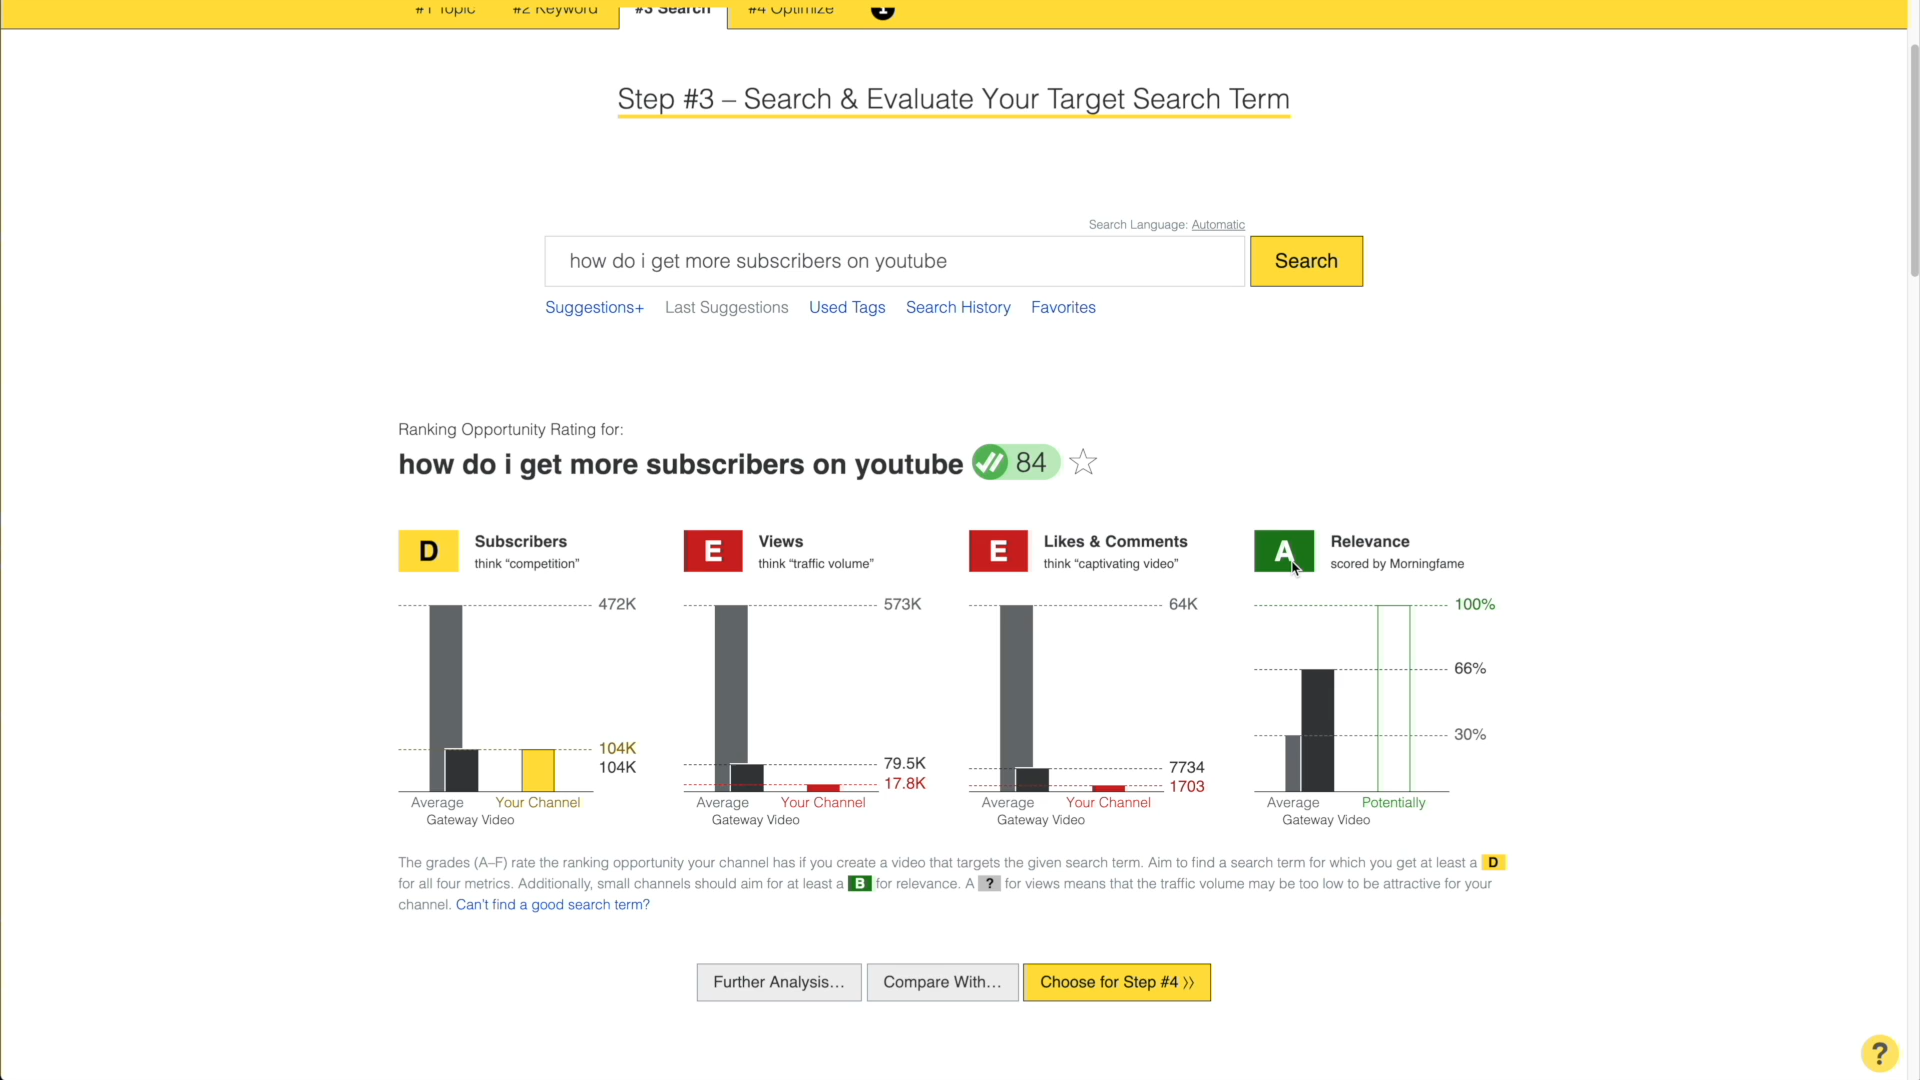 #1 Topic #2 Keyword #3 Search #4 Optimize
Step #3 – Search & Evaluate Your Target Search Term
Search Language: Automatic
how do i get more subscribers on youtube Search
Suggestions+ Last Suggestions Used Tags Search History Favorites
Ranking Opportunity Rating for:
how do i get more subscribers on youtube 84
D Subscribers
think “competition”
472K
104K
104K
Average Your Channel
Gateway Video
E Views
think “traffic volume”
573K
79.5K
17.8K
Average Your Channel
Gateway Video
E Likes & Comments
think “captivating video”
64K
7734
1703
Average Your Channel
Gateway Video
A Relevance
scored by Morningfame
100%
66%
30%
Average Potentially
Gateway Video
The grades (A–F) rate the ranking opportunity your channel has if you create a video that targets the given search term. Aim to find a search term for which you get at least a D
for all four metrics. Additionally, small channels should aim for at least a B for relevance. A ? for views means that the traffic volume may be too low to be attractive for your
channel. Can't find a good search term?
Further Analysis... Compare With... Choose for Step #4 》
?